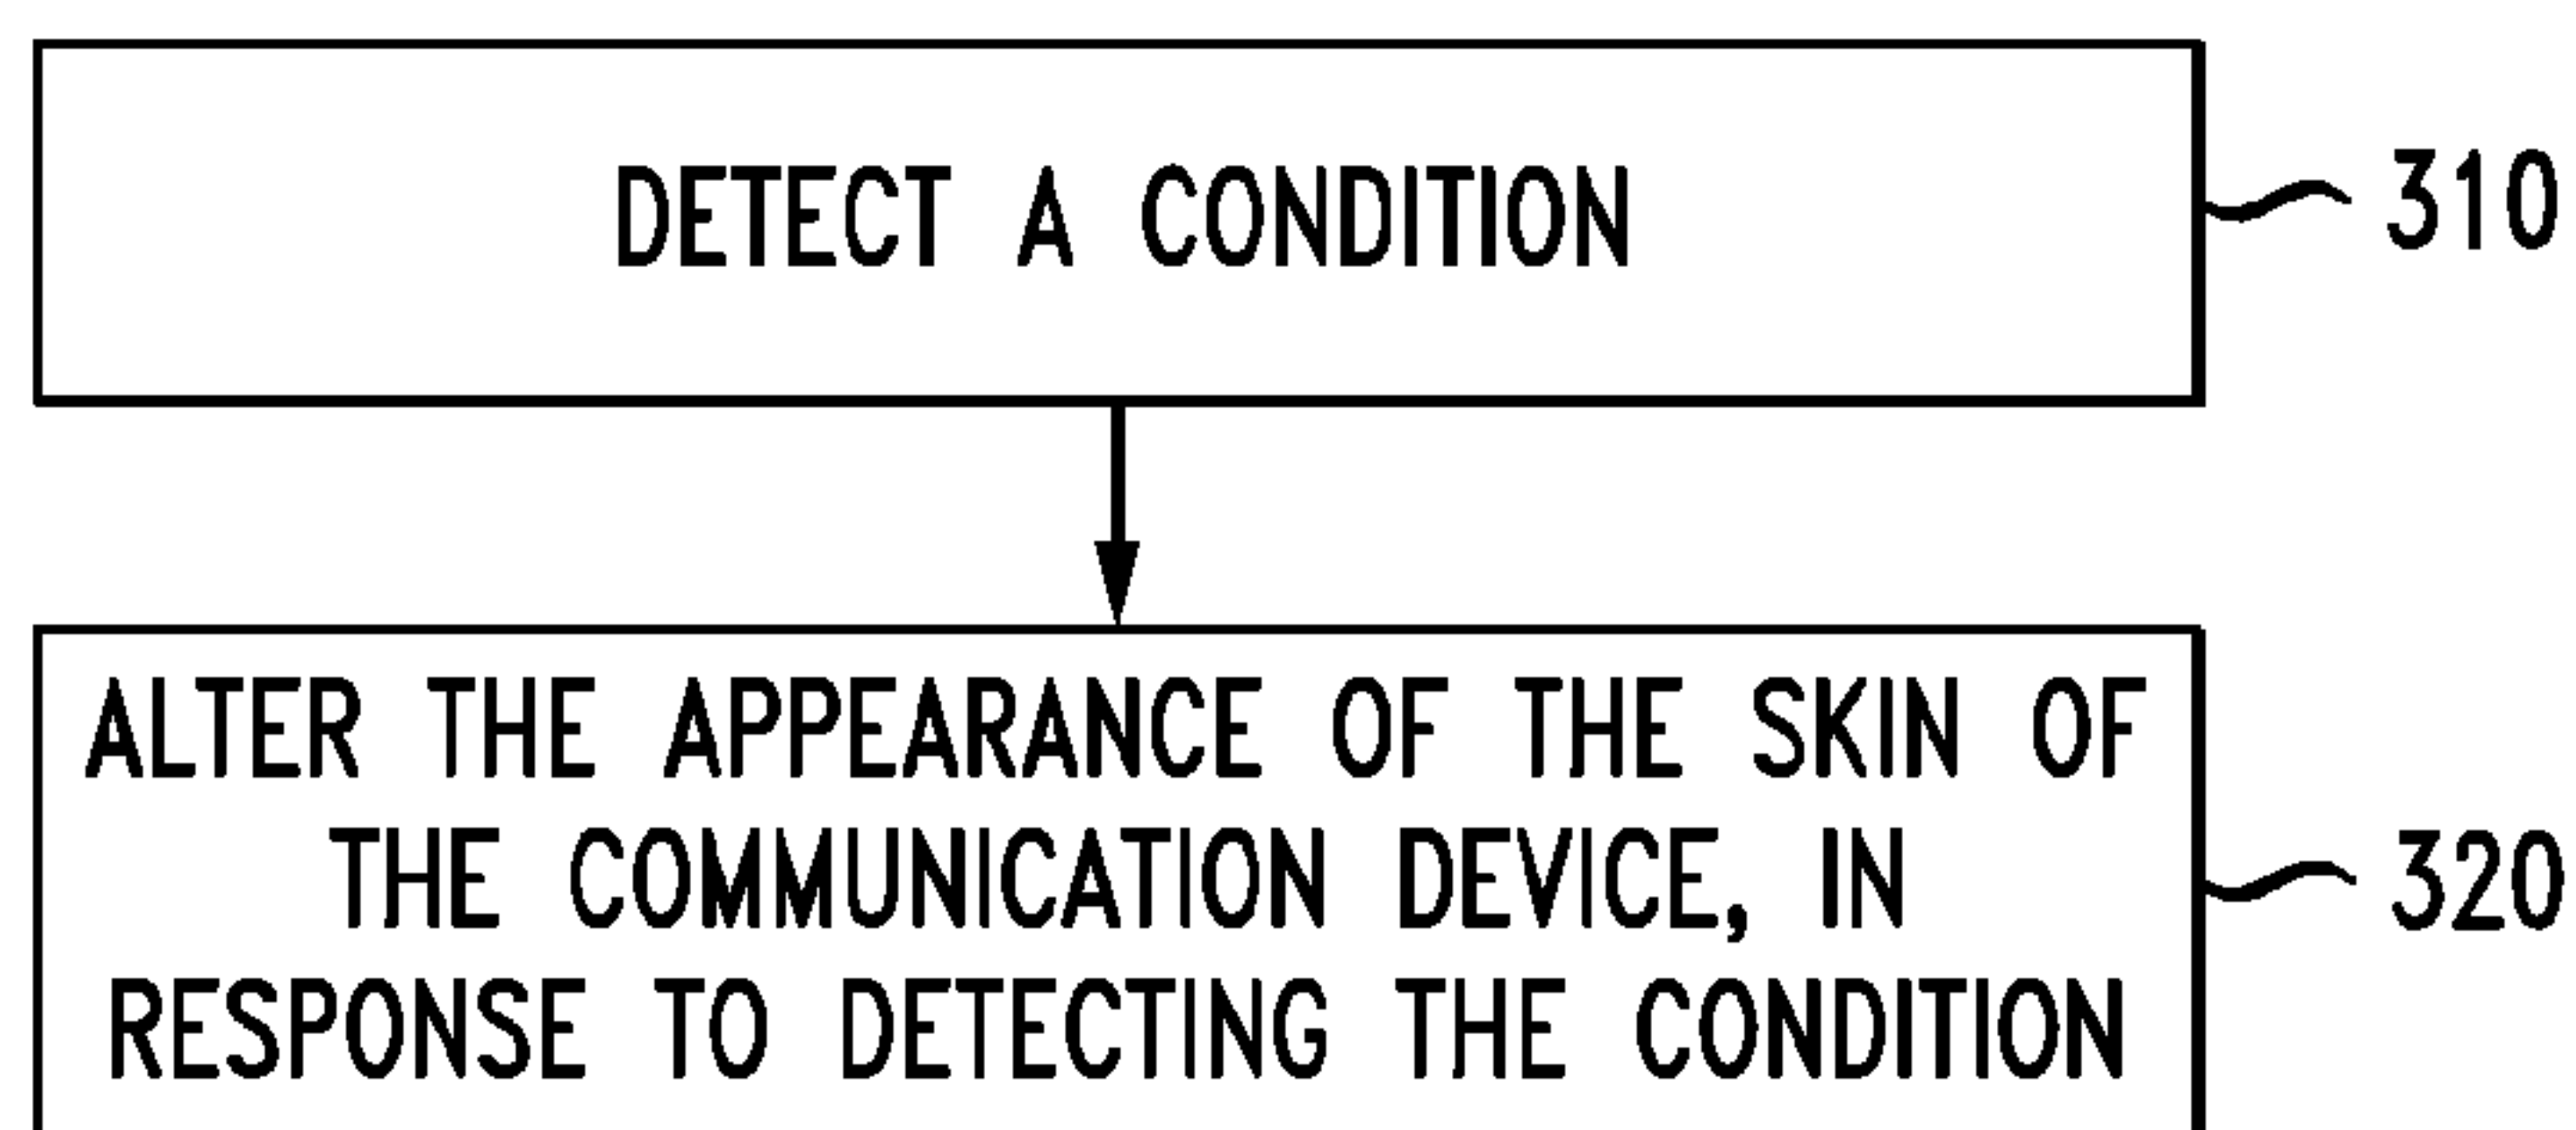 DETECT A CONDITION
310
ALTER THE APPEARANCE OF THE SKIN OF
THE COMMUNICATION DEVICE, IN
320
RESPONSE TO DETECTING THE CONDITION